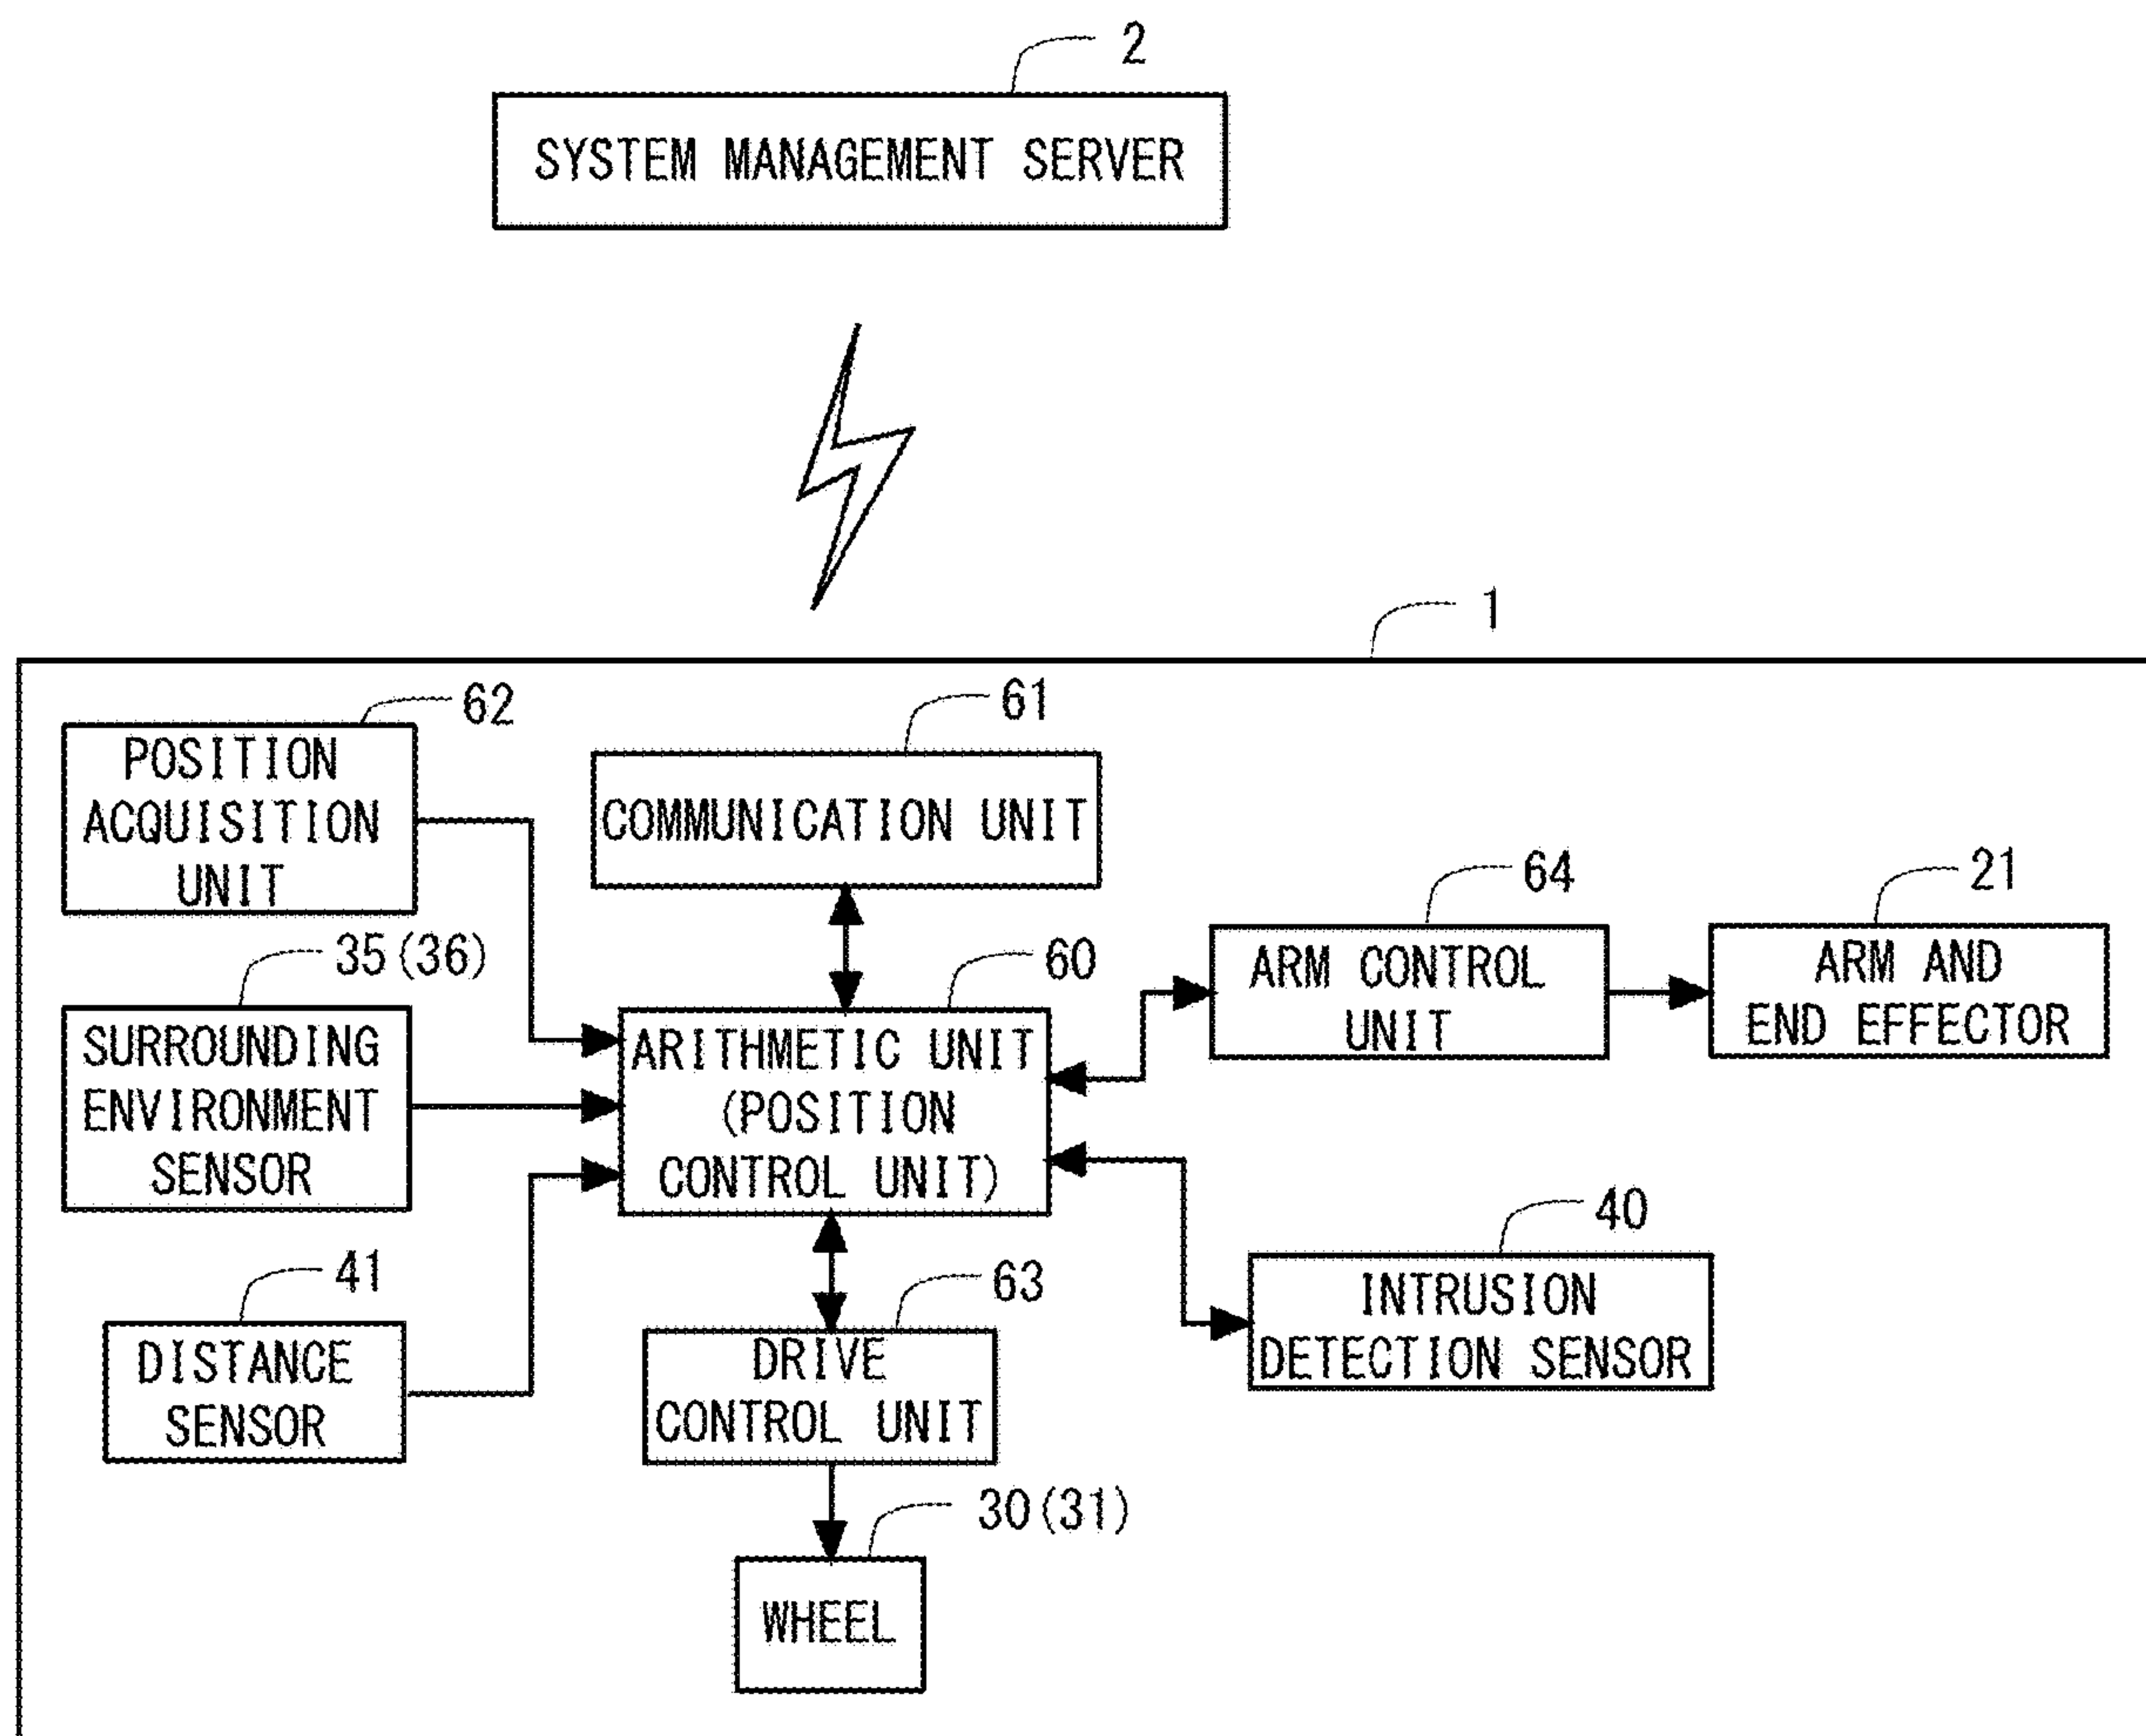 2
SYSTEM MANAGEMENT SERVER
1
62
POSITION
ACQUISITION
UNIT
61
COMMUNICATION UNIT
64
ARM CONTROL
UNIT
21
ARM AND
END EFFECTOR
35(36)
SURROUNDING
ENVIRONMENT
SENSOR
60
ARITHMETIC UNIT
(POSITION
CONTROL UNIT)
40
INTRUSION
DETECTION SENSOR
41
DISTANCE
SENSOR
63
DRIVE
CONTROL UNIT
30(31)
WHEEL